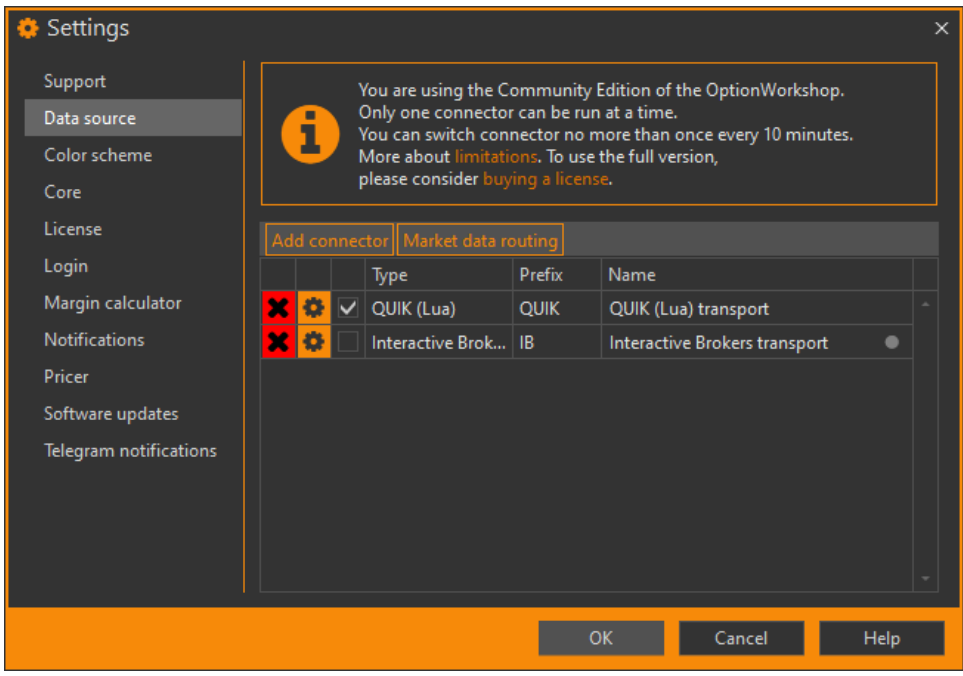 Settings
Support
Data source
Color scheme
Core
License
Login
Margin calculator
Notifications
Pricer
Software updates
Telegram notifications
You are using the Community Edition of the OptionWorkshop.
Only one connector can be run at a time.
You can switch connector no more than once every 10 minutes.
More about limitations. To use the full version,
please consider buying a license.
Add connector Market data routing
Type Prefix Name
QUIK (Lua) QUIK QUIK (Lua) transport
Interactive Brok... IB Interactive Brokers transport
OK Cancel Help